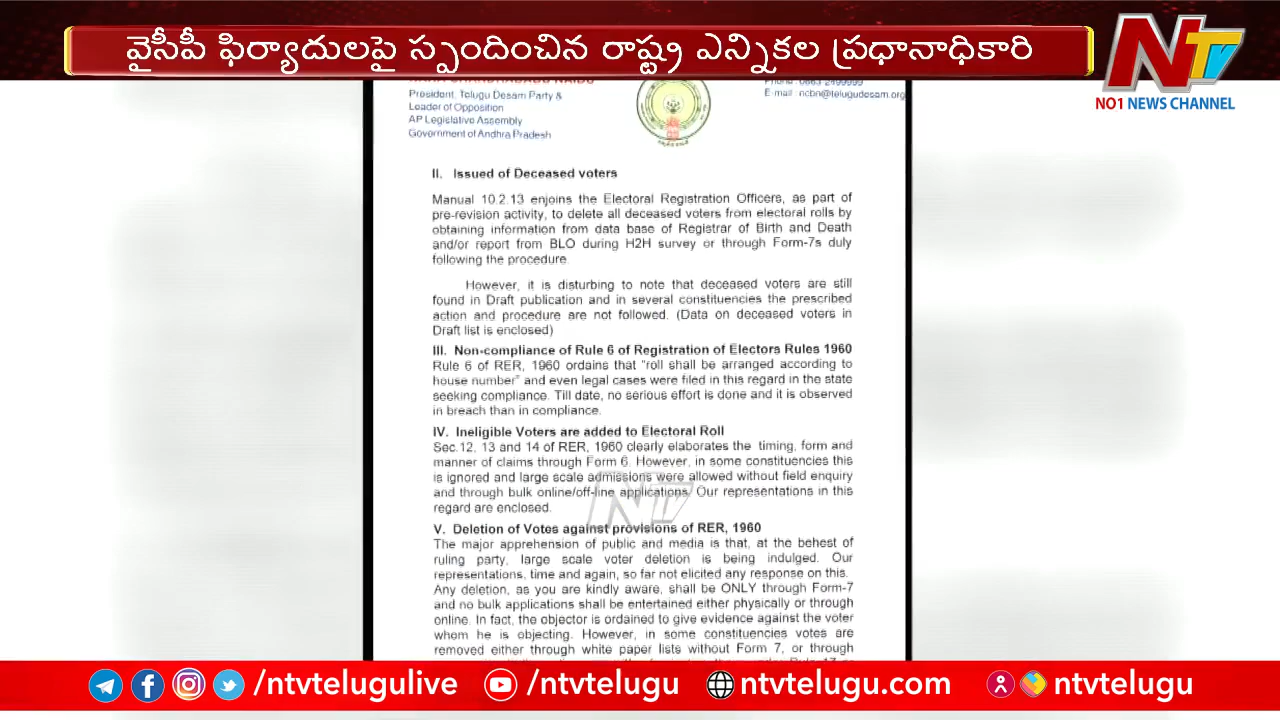 వైసీపీ ఫిర్యాదులపై స్పందించిన రాష్ట్ర ఎన్నికల ప్రధానాధికారి
NTV
NO1 NEWS CHANNEL
President, Telugu Desam Party &
Leader of Opposition
AP Legislative Assembly
Government of Andhra Pradesh
E-mail : ncbn@telugudesam.org
II. Issued of Deceased voters
Manual 10.2.13 enjoins the Electoral Registration Officers, as part of
pre-revision activity, to delete all deceased voters from electoral rolls by
obtaining information from data base of Registrar of Birth and Death
and/or report from BLO during H2H survey or through Form-7s duly
following the procedure.
However, it is disturbing to note that deceased voters are still
found in Draft publication and in several constituencies the prescribed
action and procedure are not followed. (Data on deceased voters in
Draft list is enclosed)
III. Non-compliance of Rule 6 of Registration of Electors Rules 1960
Rule 6 of RER, 1960 ordains that "roll shall be arranged according to
house number" and even legal cases were filed in this regard in the state
seeking compliance. Till date, no serious effort is done and it is observed
in breach than in compliance.
IV. Ineligible Voters are added to Electoral Roll
Sec.12, 13 and 14 of RER, 1960 clearly elaborates the timing, form and
manner of claims through Form 6. However, in some constituencies this
is ignored and large scale admissions were allowed without field enquiry
and through bulk online/off-line applications. Our representations in this
regard are enclosed.
NTV
V. Deletion of Votes against provisions of RER, 1960
The major apprehension of public and media is that, at the behest of
ruling party, large scale voter deletion is being indulged. Our
representations, time and again, so far not elicited any response on this.
Any deletion, as you are kindly aware, shall be ONLY through Form-7
and no bulk applications shall be entertained either physically or through
online. In fact, the objector is ordained to give evidence against the voter
whom he is objecting. However, in some constituencies votes are
removed either through white paper lists without Form 7, or through
/ntvtelugulive
/ntvtelugu
ntvtelugu.com
ntvtelugu